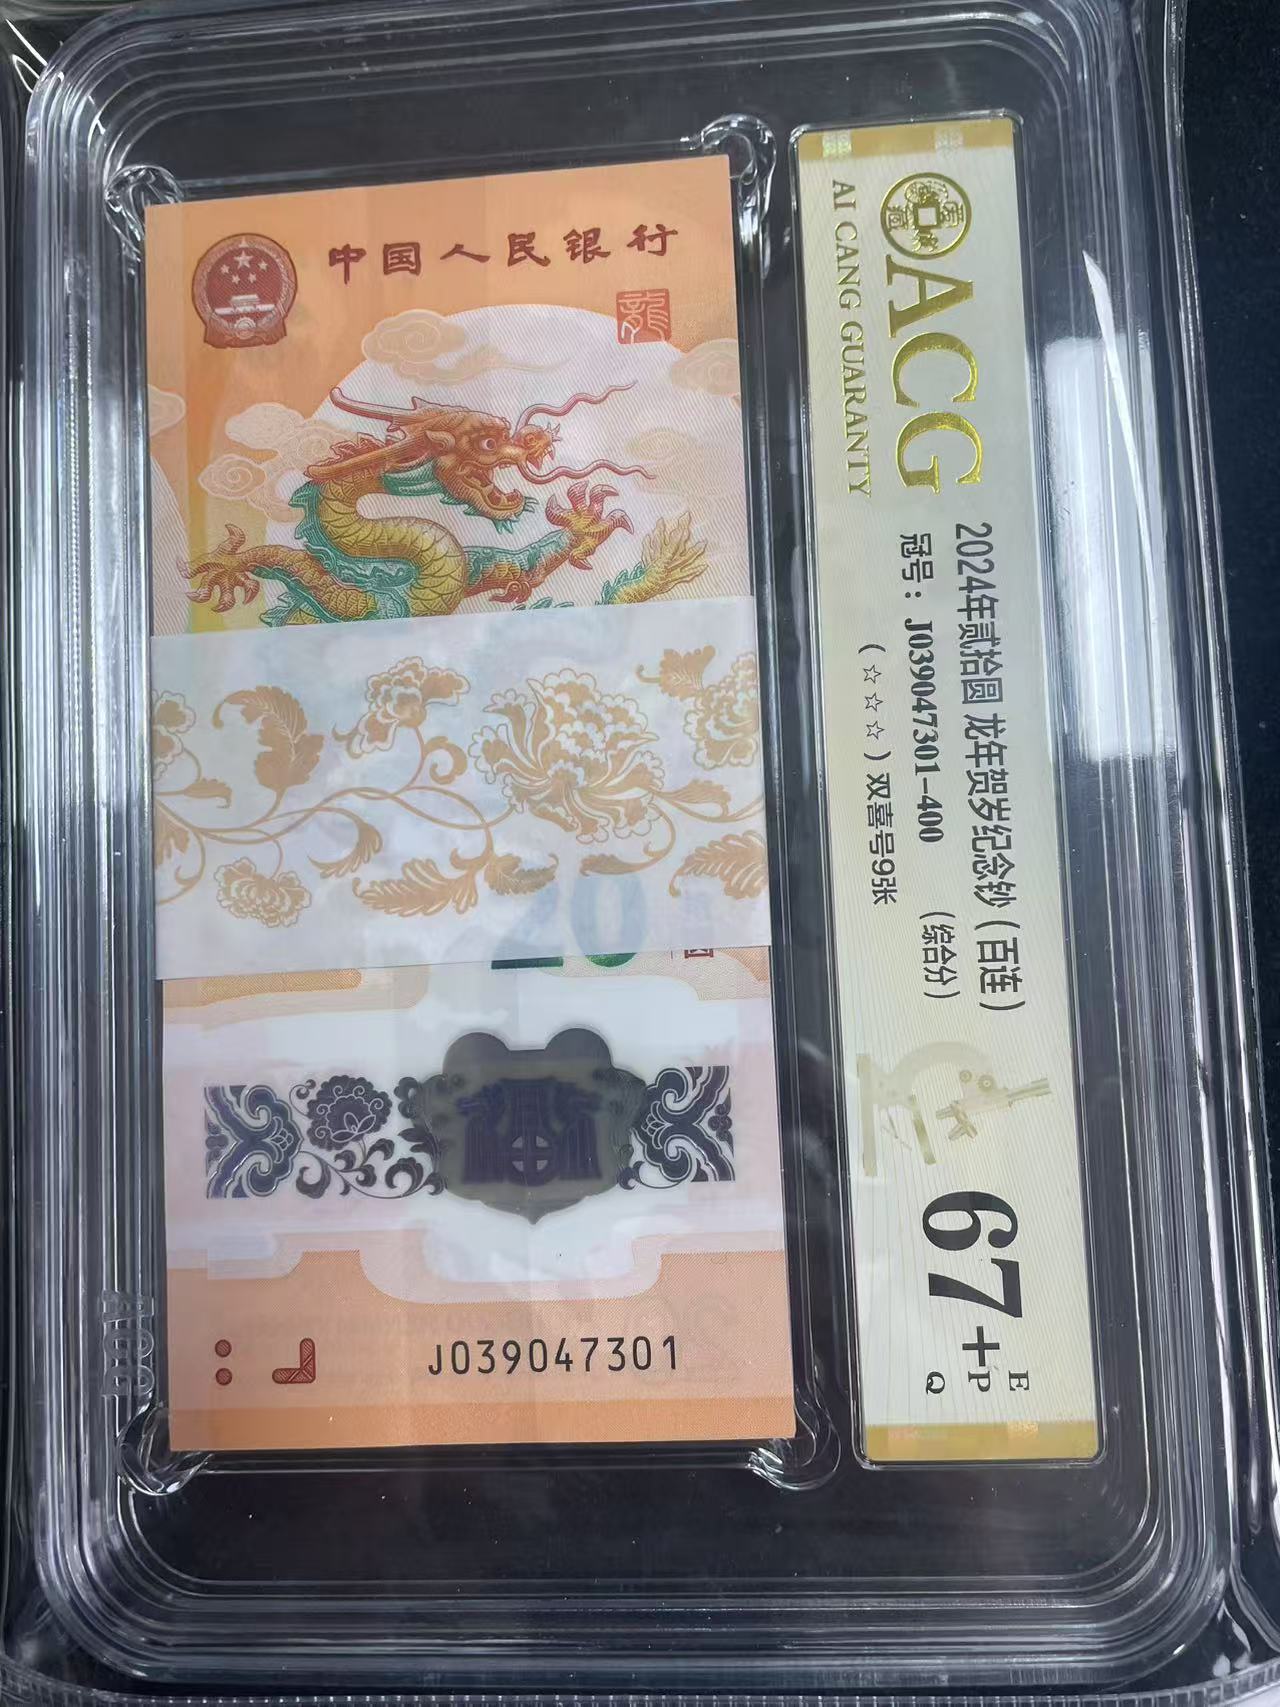 中国人民银行
龍
20
圆
J039047301
ACG
AI CANG GUARANTY
2024年贰拾圆 龙年贺岁纪念钞（百连）
冠号：J039047301-400 （综合分）
（☆☆☆）双喜号9张
67+
E
P
Q